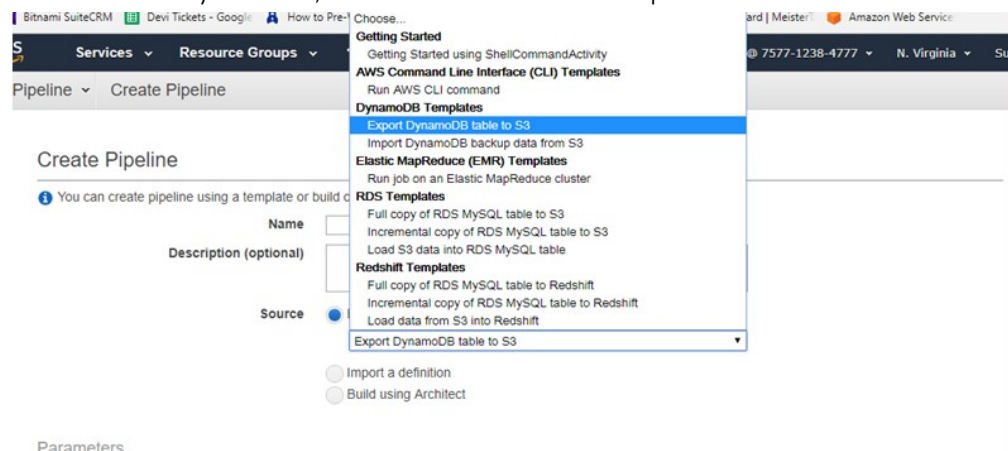 Bitnami SuiteCRM Devi Tickets - Google How to Pre- ard | Meister Amazon Web Service
Services Resource Groups @ 7577-1238-4777 N. Virginia Su
Pipeline Create Pipeline
Choose...
Getting Started
Getting Started using ShellCommandActivity
AWS Command Line Interface (CLI) Templates
Run AWS CLI command
DynamoDB Templates
Export DynamoDB table to S3
Import DynamoDB backup data from S3
Elastic MapReduce (EMR) Templates
Run job on an Elastic MapReduce cluster
RDS Templates
Full copy of RDS MySQL table to S3
Incremental copy of RDS MySQL table to S3
Load S3 data into RDS MySQL table
Redshift Templates
Full copy of RDS MySQL table to Redshift
Incremental copy of RDS MySQL table to Redshift
Load data from S3 into Redshift
Export DynamoDB table to S3
Create Pipeline
You can create pipeline using a template or build
Name
Description (optional)
Source
Import a definition
Build using Architect
Parameters